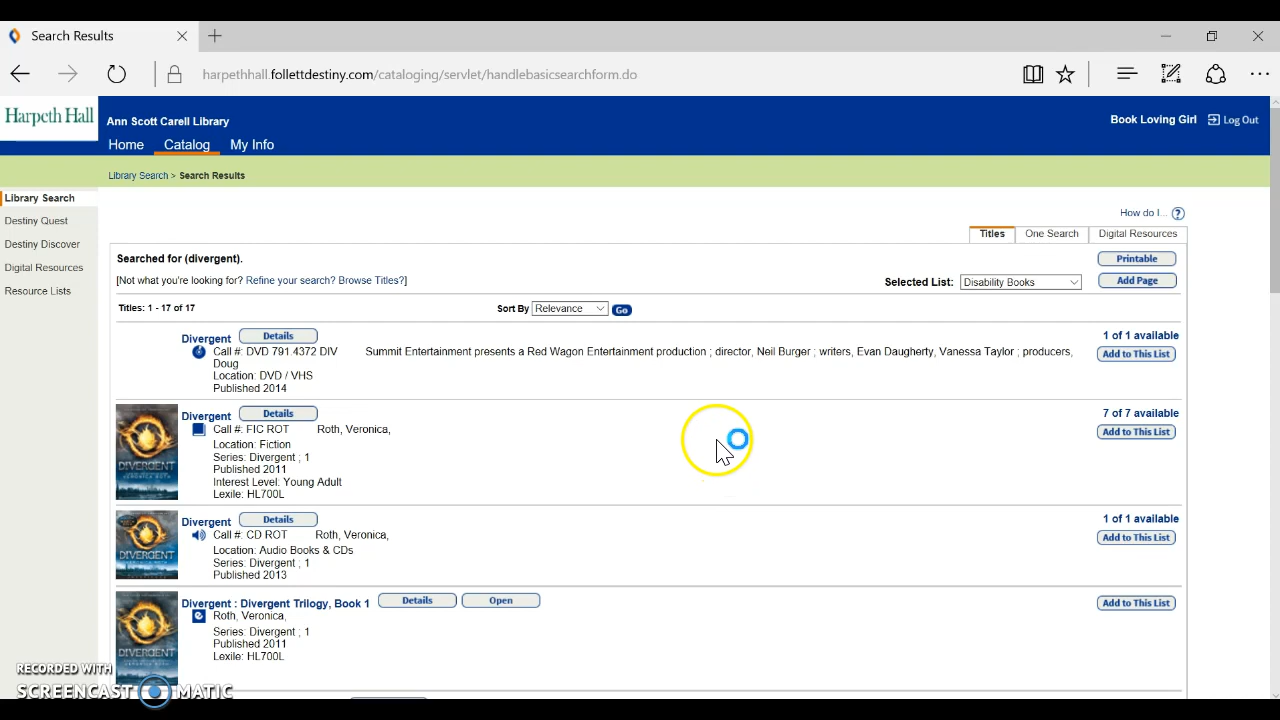 Search Results
harpethhall.follettdestiny.com/cataloging/servlet/handlebasicsearchform.do
Harpeth Hall
Ann Scott Carell Library
Book Loving Girl
Log Out
Home Catalog My Info
Library Search > Search Results
Library Search
Destiny Quest
Destiny Discover
Digital Resources
Resource Lists
How do I... ?
Titles One Search Digital Resources
Searched for (divergent).
Printable
[Not what you're looking for? Refine your search? Browse Titles?]
Selected List: Disability Books
Add Page
Titles: 1 - 17 of 17
Sort By Relevance Go
Divergent Details
1 of 1 available
Call #: DVD 791.4372 DIV Summit Entertainment presents a Red Wagon Entertainment production ; director, Neil Burger ; writers, Evan Daugherty, Vanessa Taylor ; producers,
Doug
Add to This List
Location: DVD / VHS
Published 2014
Divergent Details
7 of 7 available
Call #: FIC ROT Roth, Veronica,
Add to This List
Location: Fiction
Series: Divergent ; 1
Published 2011
Interest Level: Young Adult
Lexile: HL700L
DIVERGENT
Divergent Details
1 of 1 available
Call #: CD ROT Roth, Veronica,
Add to This List
Location: Audio Books & CDs
Series: Divergent ; 1
Published 2013
DIVERGENT
Divergent : Divergent Trilogy, Book 1 Details Open
Add to This List
Roth, Veronica,
Series: Divergent ; 1
Published 2011
Lexile: HL700L
DIVERGENT
RECORDED WITH
SCREENCAST MATIC